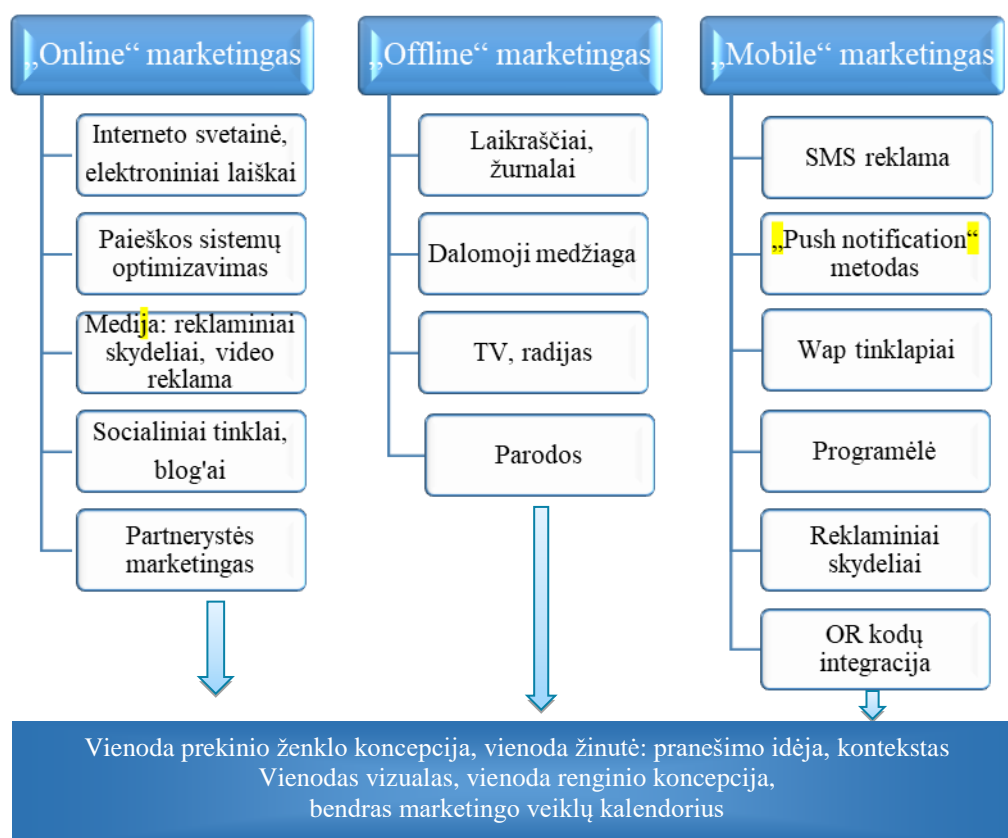 „Online“ marketingas
Interneto svetainė,
elektroniniai laiškai
Paieškos sistemų
optimizavimas
Medija: reklaminiai
skydeliai, video
reklama
Socialiniai tinklai,
blog'ai
Partnerystės
marketingas
„Offline“ marketingas
Laikraščiai,
žurnalai
Dalomoji medžiaga
TV, radijas
Parodos
„Mobile“ marketingas
SMS reklama
„Push notification“
metodas
Wap tinklapiai
Programėlė
Reklaminiai
skydeliai
OR kodų
integracija
Vienoda prekinio ženklo koncepcija, vienoda žinutė: pranešimo idėja, kontekstas
Vienodas vizualas, vienoda renginio koncepcija,
bendras marketingo veiklų kalendorius